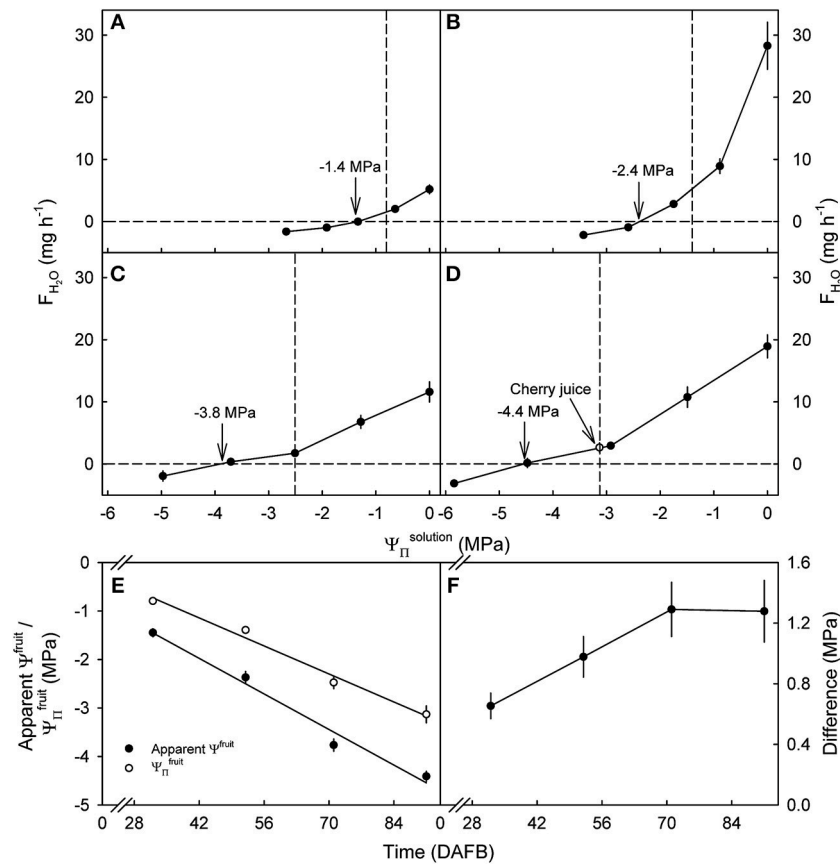 A
B
30
20
10
0
-1.4 MPa
-2.4 MPa
30
20
10
0
F_H₂O (mg h⁻¹)
F_H₂O (mg h⁻¹)
C
D
30
20
10
0
-3.8 MPa
Cherry juice
-4.4 MPa
30
20
10
0
-6 -5 -4 -3 -2 -1 0
-6 -5 -4 -3 -2 -1 0
Ψ_Π^solution (MPa)
E
F
0
-1
-2
-3
-4
-5
Apparent Ψ^fruit /
Ψ_Π^fruit (MPa)
Apparent Ψ^fruit
Ψ_Π^fruit
1.6
1.2
0.8
0.4
0.0
Difference (MPa)
0 28 42 56 70 84 0 28 42 56 70 84
Time (DAFB)